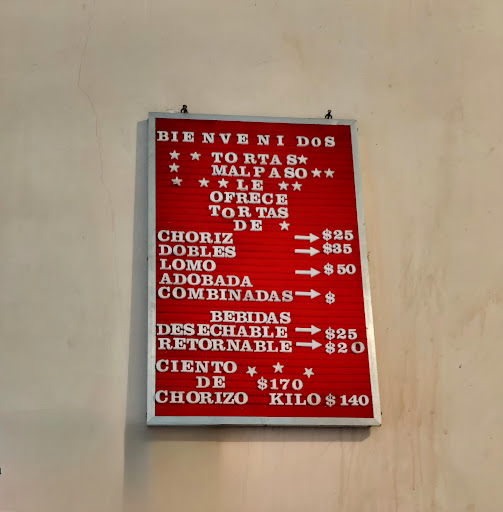 BIENVENIDOS
TORTAS
MALPASO
LE
OFRECE
TORTAS
DE
CHORIZ → $25
DOBLES → $35
LOMO → $50
ADOBADA
COMBINADAS → $
BEBIDAS
DESECHABLE → $25
RETORNABLE → $20
CIENTO
DE $170
CHORIZO KILO $140